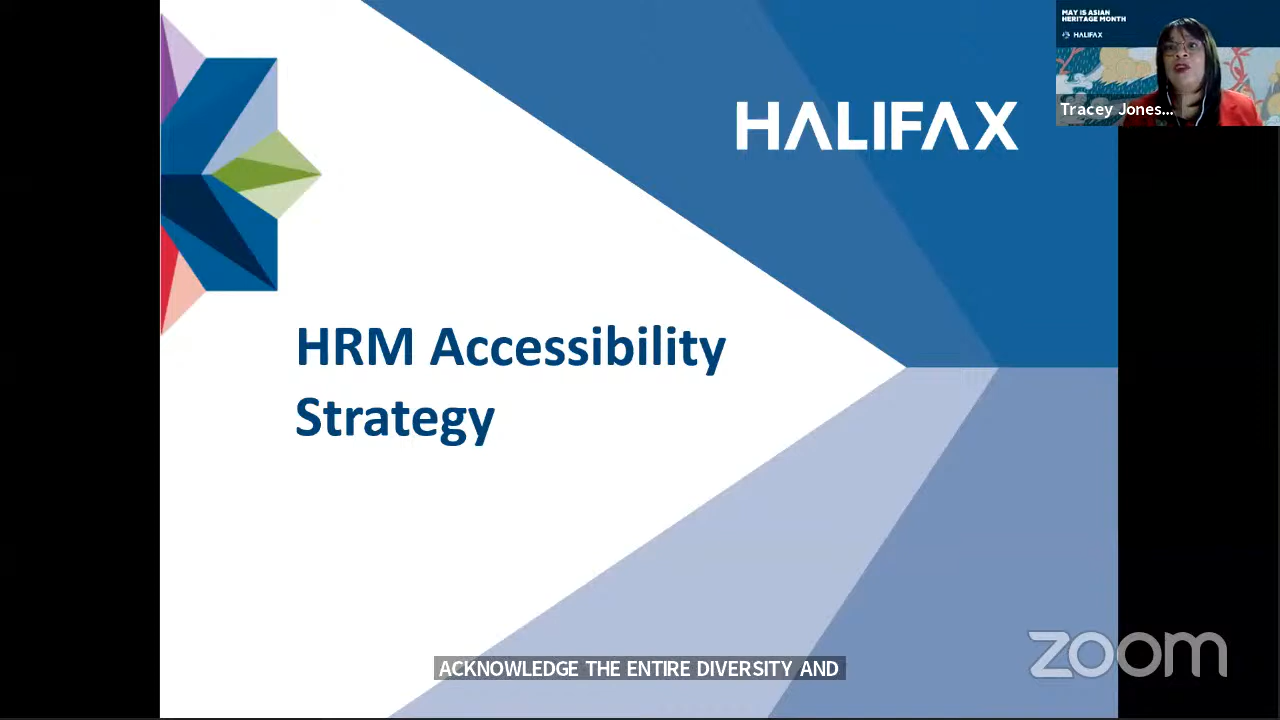 MAY IS ASIAN
HERITAGE MONTH
HALIFAX
Tracey Jones...
HALIFAX
HRM Accessibility
Strategy
ACKNOWLEDGE THE ENTIRE DIVERSITY AND
zoom